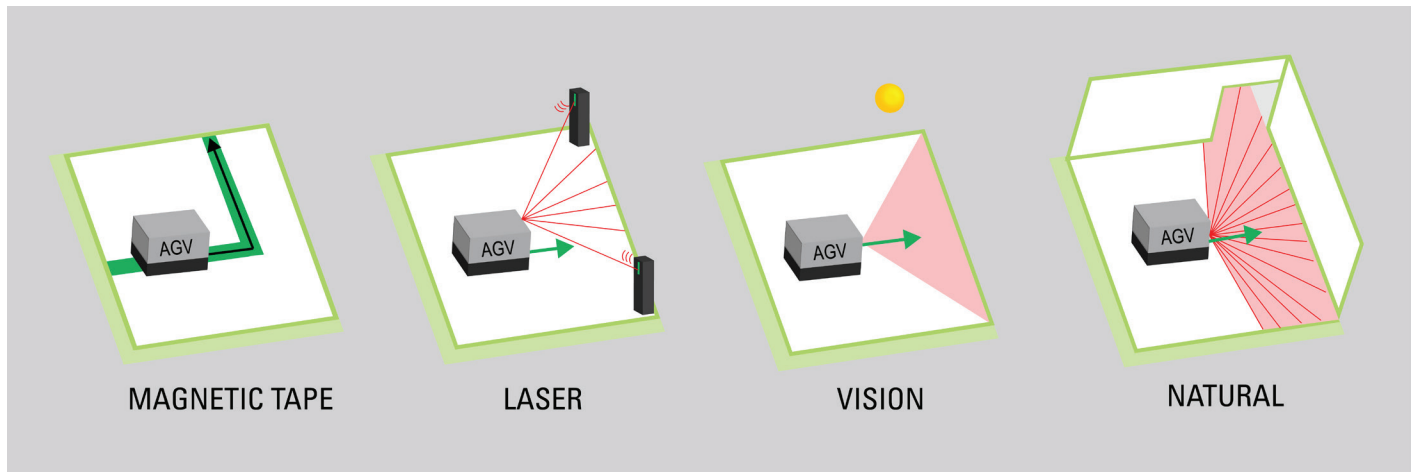 AGV
AGV
AGV
AGV
MAGNETIC TAPE
LASER
VISION
NATURAL